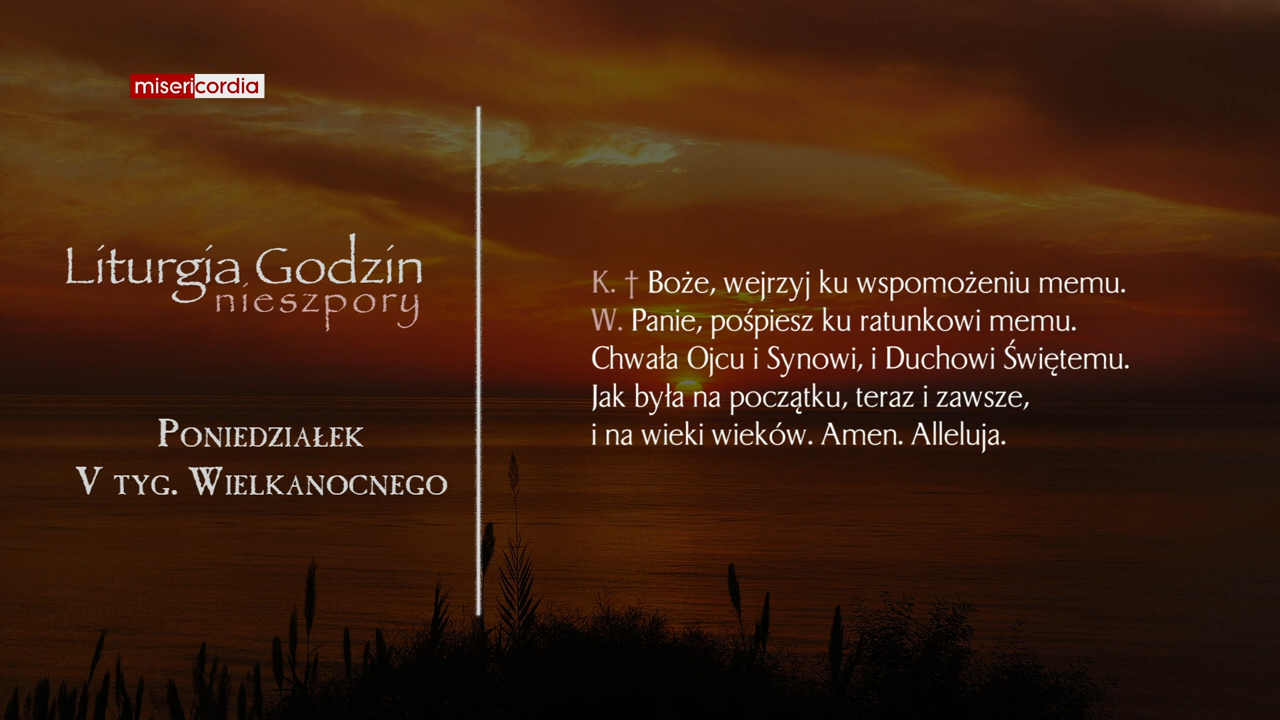 misericordia
Liturgia Godzin
nieszpory
Poniedziałek
V tyg. Wielkanocnego
K. † Boże, wejrzyj ku wspomożeniu memu.
W. Panie, pośpiesz ku ratunkowi memu.
Chwała Ojcu i Synowi, i Duchowi Świętemu.
Jak była na początku, teraz i zawsze,
i na wieki wieków. Amen. Alleluja.